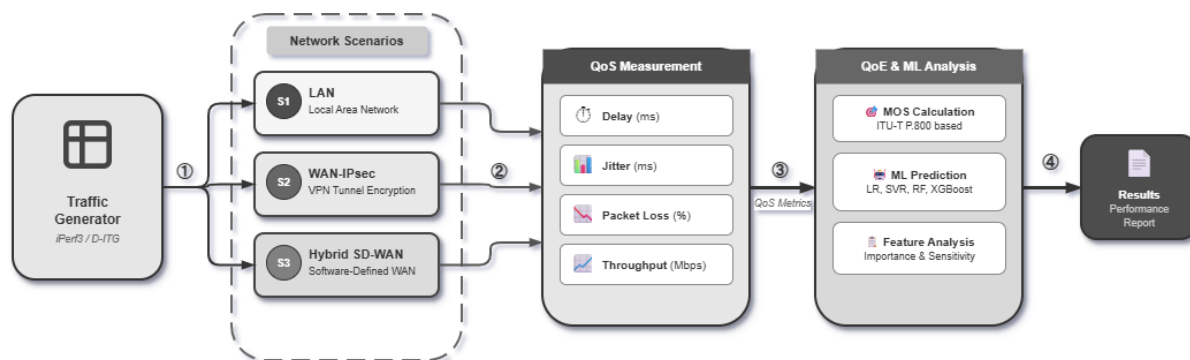 Network Scenarios
Traffic
Generator
iPerf3 / D-ITG
①
S1
LAN
Local Area Network
S2
WAN-IPsec
VPN Tunnel Encryption
S3
Hybrid SD-WAN
Software-Defined WAN
②
QoS Measurement
Delay (ms)
Jitter (ms)
Packet Loss (%)
Throughput (Mbps)
③
QoS Metrics
QoE & ML Analysis
MOS Calculation
ITU-T P.800 based
ML Prediction
LR, SVR, RF, XGBoost
Feature Analysis
Importance & Sensitivity
④
Results
Performance
Report